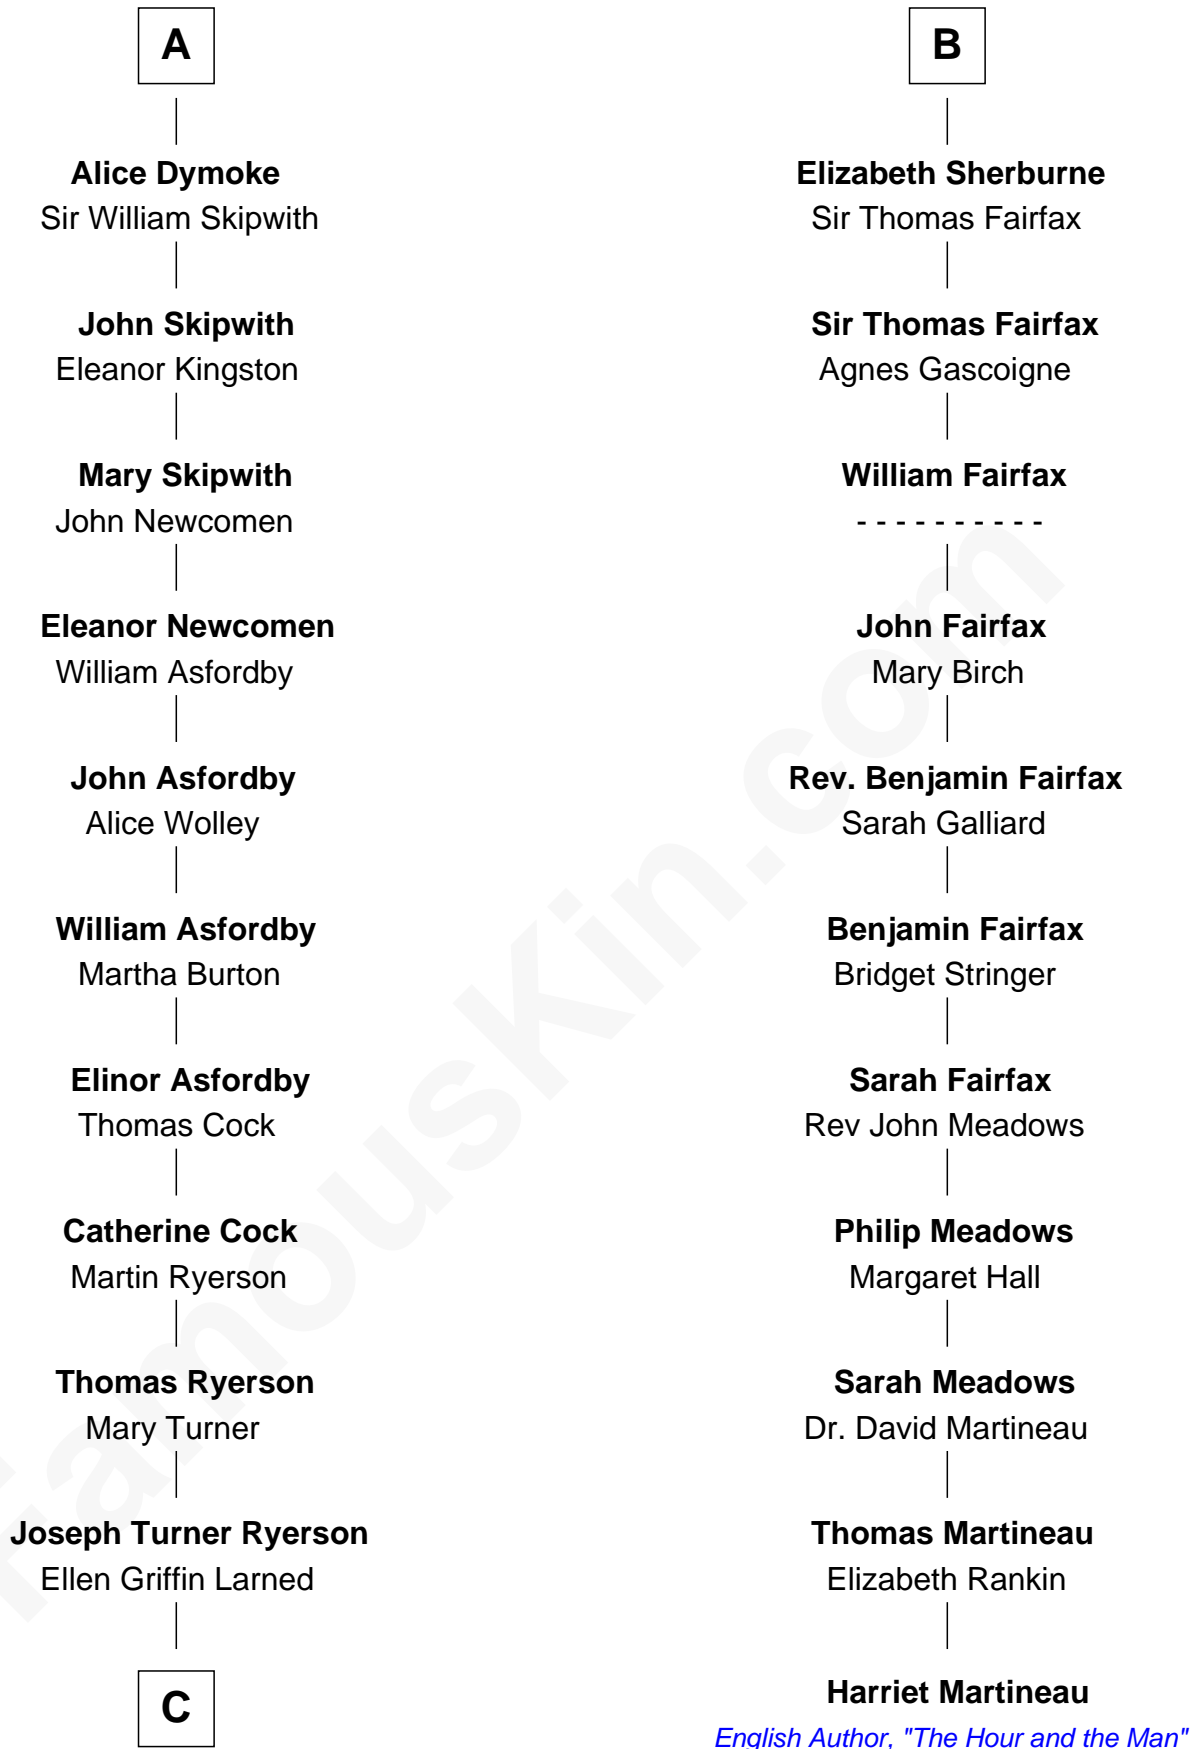 A
Alice Dymoke
Sir William Skipwith
John Skipwith
Eleanor Kingston
Mary Skipwith
John Newcomen
Eleanor Newcomen
William Asfordby
John Asfordby
Alice Wolley
William Asfordby
Martha Burton
Elinor Asfordby
Thomas Cock
Catherine Cock
Martin Ryerson
Thomas Ryerson
Mary Turner
Joseph Turner Ryerson
Ellen Griffin Larned
C
B
Elizabeth Sherburne
Sir Thomas Fairfax
Sir Thomas Fairfax
Agnes Gascoigne
William Fairfax
- - - - - - - - - -
John Fairfax
Mary Birch
Rev. Benjamin Fairfax
Sarah Galliard
Benjamin Fairfax
Bridget Stringer
Sarah Fairfax
Rev John Meadows
Philip Meadows
Margaret Hall
Sarah Meadows
Dr. David Martineau
Thomas Martineau
Elizabeth Rankin
Harriet Martineau
English Author, "The Hour and the Man"
FamousKin.com